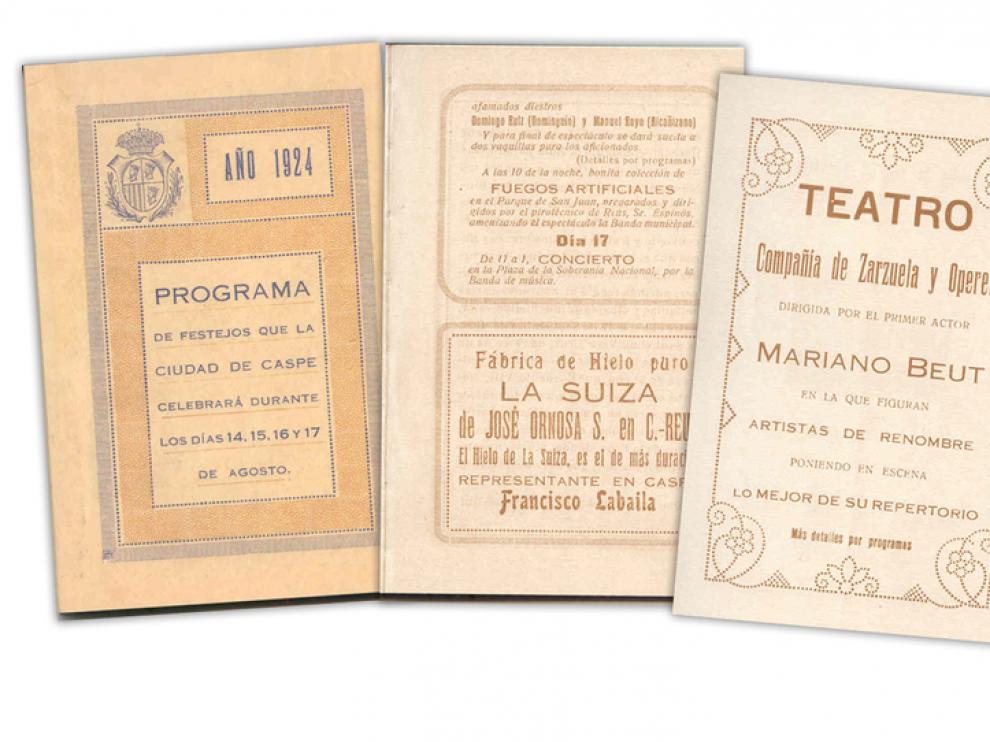 AÑO 1924
PROGRAMA
DE FESTEJOS QUE LA
CIUDAD DE CASPE
CELEBRARÁ DURANTE
LOS DÍAS 14, 15, 16 Y 17
DE AGOSTO.
afamados diestros
Domingo Ruiz (Dominguín) y Manuel Royo (Alcañizano)
Y para final de espectáculo se dará suelta a
dos vaquillas para los aficionados.
(Detalles por programas)
A las 10 de la noche, bonita colección de
FUEGOS ARTIFICIALES
en el Parque de San Juan, preparados y diri-
gidos por el pirotécnico de Reus, Sr. Espinós,
amenizando el espectáculo la Banda municipal.
Día 17
De 11 a 1, CONCIERTO
en la Plaza de la Soberanía Nacional, por la
Banda de música.
Fábrica de Hielo puro
LA SUIZA
de JOSÉ ORNOSA S. en C.-REU
El Hielo de La Suiza, es el de más durac
REPRESENTANTE EN CASP
Francisco Labaila
TEATRO
Compañía de Zarzuela y Opere
DIRIGIDA POR EL PRIMER ACTOR
MARIANO BEUT
EN LA QUE FIGURAN
ARTISTAS DE RENOMBRE
PONIENDO EN ESCENA
LO MEJOR DE SU REPERTORIO
Más detalles por programas